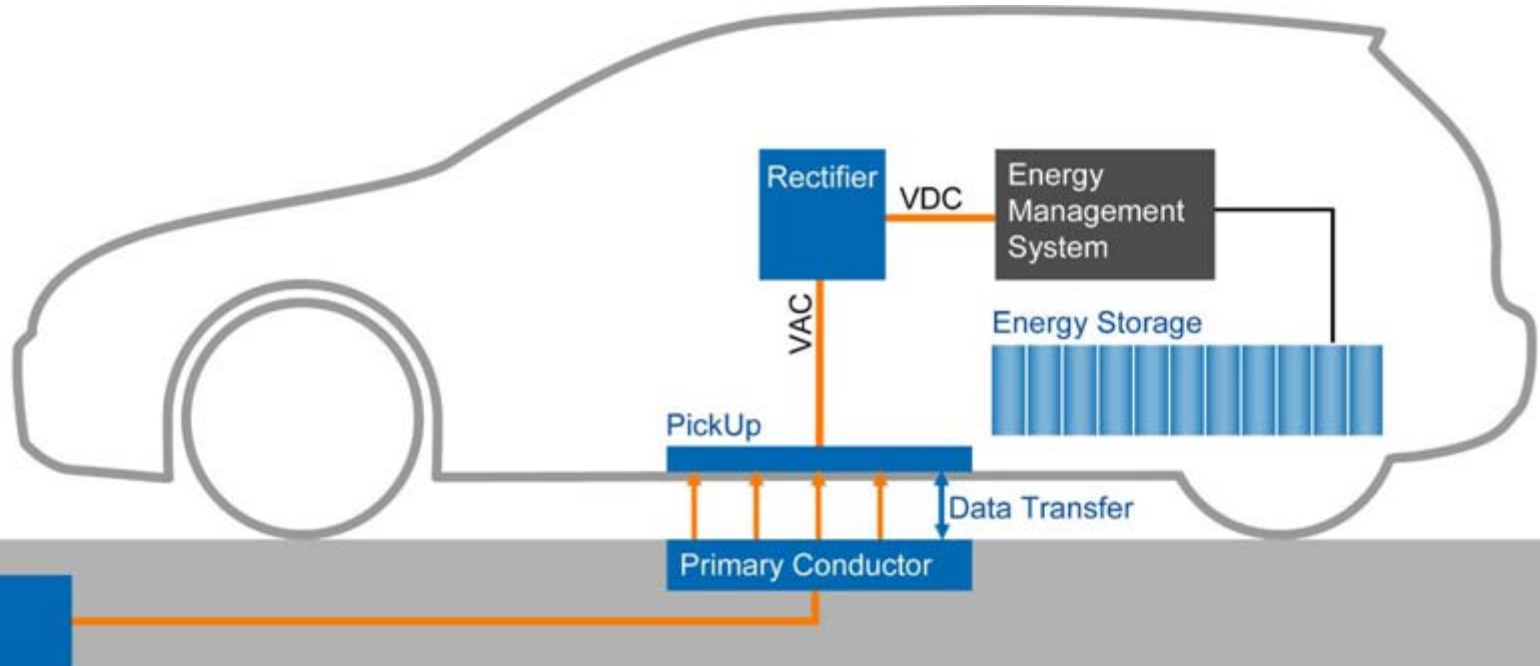 Rectifier
VDC
Energy
Management
System
VAC
Energy Storage
PickUp
Data Transfer
Primary Conductor